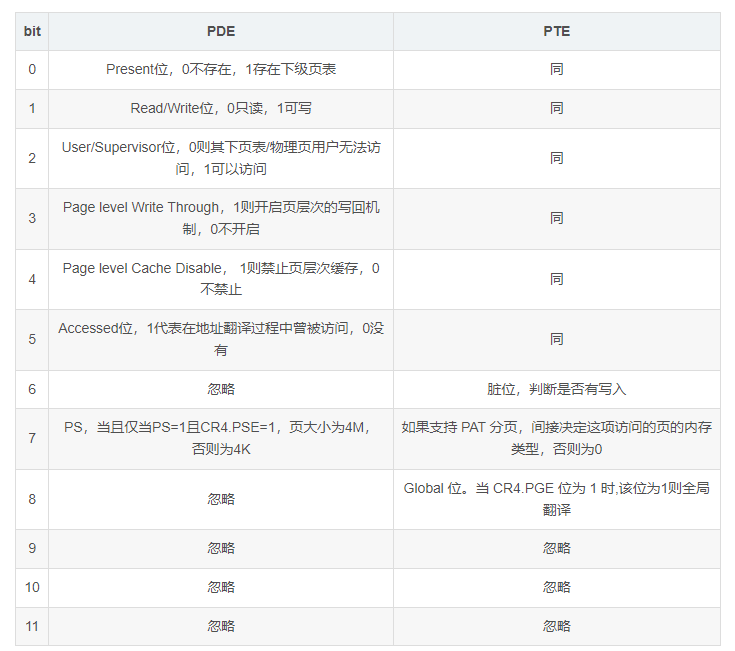 bit PDE PTE
0 Present位，0不存在，1存在下级页表 同
1 Read/Write位，0只读，1可写 同
2 User/Supervisor位，0则其下页表/物理页用户无法访
问，1可以访问 同
3 Page level Write Through，1则开启页层次的写回机
制，0不开启 同
4 Page level Cache Disable， 1则禁止页层次缓存，0
不禁止 同
5 Accessed位，1代表在地址翻译过程中曾被访问，0没
有 同
6 忽略 脏位，判断是否有写入
7 PS，当且仅当PS=1且CR4.PSE=1，页大小为4M，
否则为4K
如果支持 PAT 分页，间接决定这项访问的页的内存
类型，否则为0
8 忽略 Global 位。当 CR4.PGE 位为 1 时,该位为1则全局
翻译
9 忽略 忽略
10 忽略 忽略
11 忽略 忽略